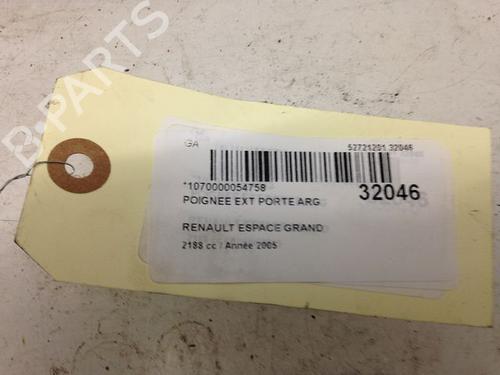 GA
52721201 32046
*1070000054758
32046
POIGNEE EXT PORTE ARG
RENAULT ESPACE GRAND
2188 cc / Année 2005
B-PARTS